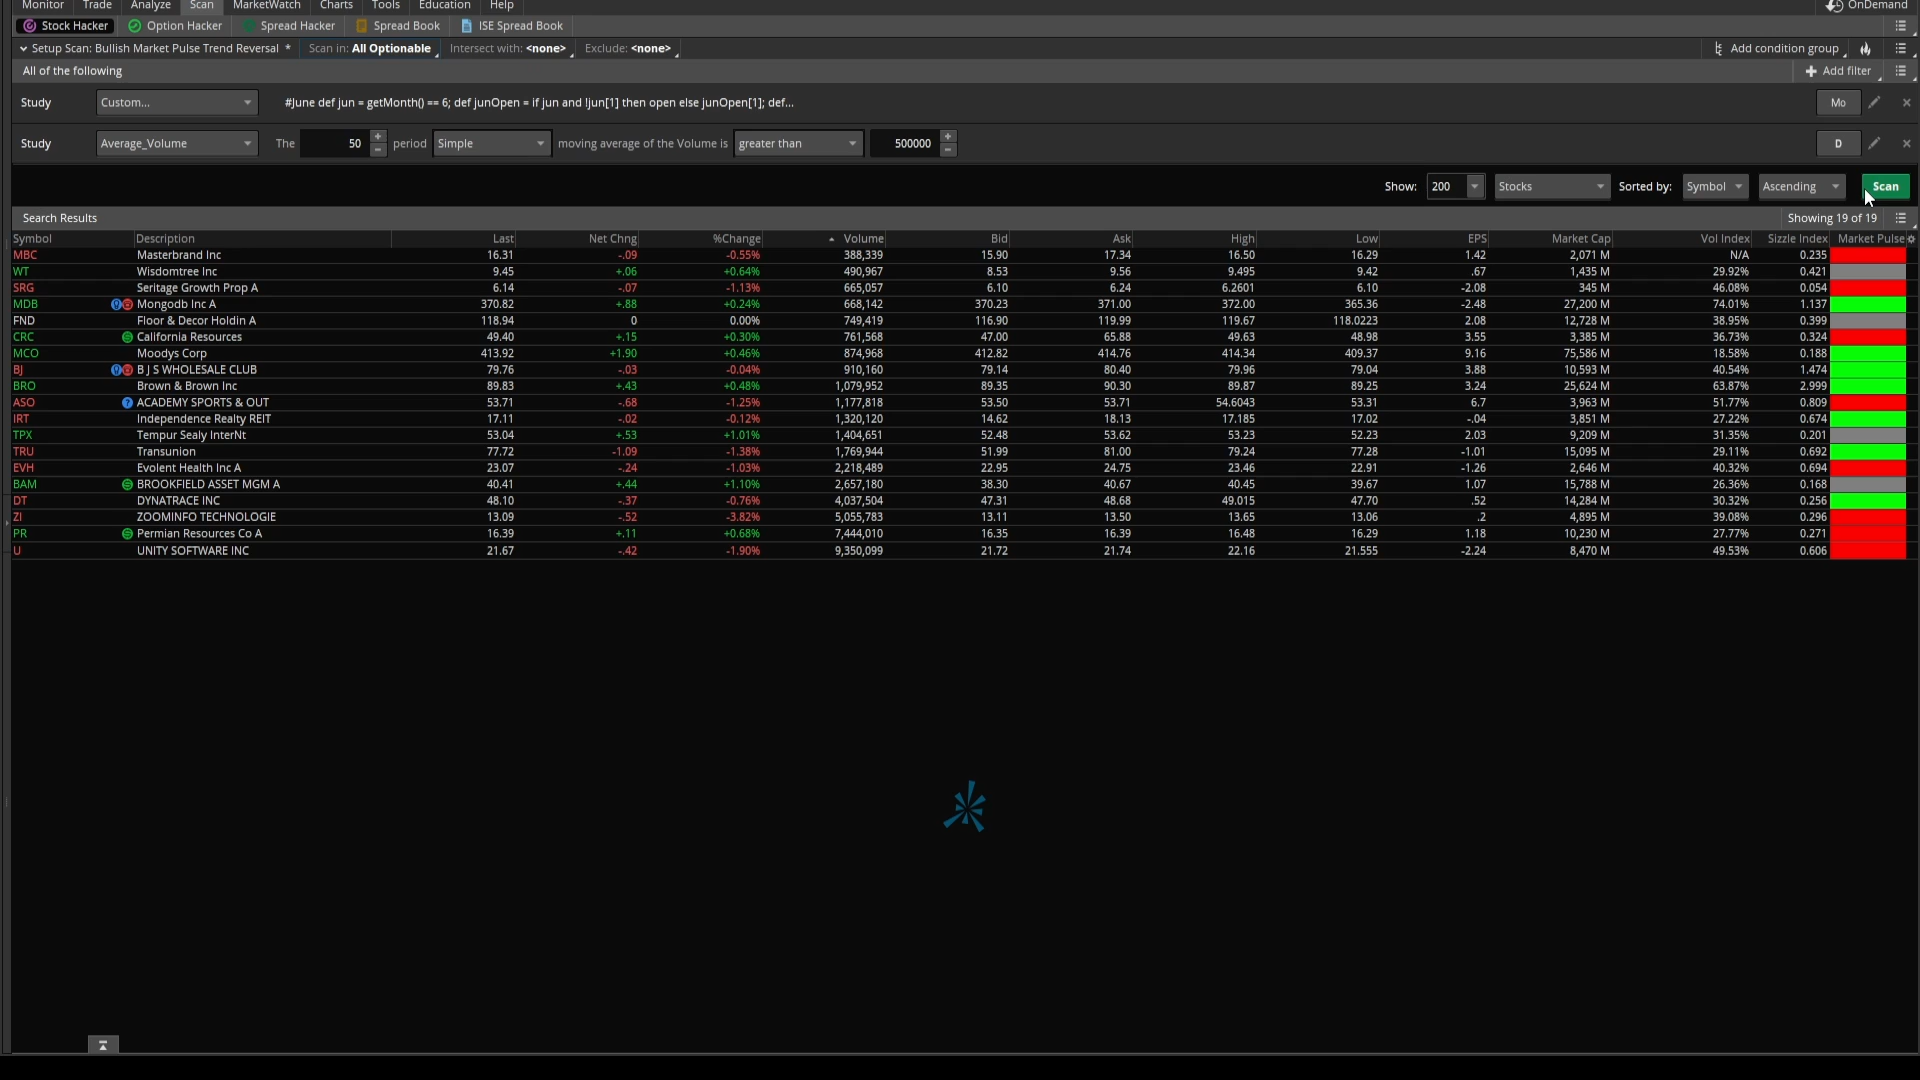 Monitor Trade Analyze Scan MarketWatch Charts Tools Education Help OnDemand
Stock Hacker Option Hacker Spread Hacker Spread Book ISE Spread Book
Setup Scan: Bullish Market Pulse Trend Reversal * Scan in: All Optionable Intersect with: <none> Exclude: <none> Add condition group
All of the following Add filter
Study Custom... #June def jun = getMonth() == 6; def junOpen = if jun and !jun[1] then open else junOpen[1]; def... Mo
Study Average_Volume The 50 period Simple moving average of the Volume is greater than 500000 D
Show: 200 Stocks Sorted by: Symbol Ascending Scan
Search Results Showing 19 of 19
Symbol Description Last Net Chng %Change Volume Bid Ask High Low EPS Market Cap Vol Index Sizzle Index Market Pulse
MBC Masterbrand Inc 16.31 -.09 -0.55% 388,339 15.90 17.34 16.50 16.29 1.42 2,071 M N/A 0.235
WT Wisdomtree Inc 9.45 +.06 +0.64% 490,967 8.53 9.56 9.495 9.42 .67 1,435 M 29.92% 0.421
SRG Seritage Growth Prop A 6.14 -.07 -1.13% 665,057 6.10 6.24 6.2601 6.10 -2.08 345 M 46.08% 0.054
MDB Mongodb Inc A 370.82 +.88 +0.24% 668,142 370.23 371.00 372.00 365.36 -2.48 27,200 M 74.01% 1.137
FND Floor & Decor Holdin A 118.94 0 0.00% 749,419 116.90 119.99 119.67 118.0223 2.08 12,728 M 38.95% 0.399
CRC California Resources 49.40 +.15 +0.30% 761,568 47.00 65.88 49.63 48.98 3.55 3,385 M 36.73% 0.324
MCO Moodys Corp 413.92 +1.90 +0.46% 874,968 412.82 414.76 414.34 409.37 9.16 75,586 M 18.58% 0.188
BJ B J S WHOLESALE CLUB 79.76 -.03 -0.04% 910,160 79.14 80.40 79.96 79.04 3.88 10,593 M 40.54% 1.474
BRO Brown & Brown Inc 89.83 +.43 +0.48% 1,079,952 89.35 90.30 89.87 89.25 3.24 25,624 M 63.87% 2.999
ASO ACADEMY SPORTS & OUT 53.71 -.68 -1.25% 1,177,818 53.50 53.71 54.6043 53.31 6.7 3,963 M 51.77% 0.809
IRT Independence Realty REIT 17.11 -.02 -0.12% 1,320,120 14.62 18.13 17.185 17.02 -.04 3,851 M 27.22% 0.674
TPX Tempur Sealy InterNt 53.04 +.53 +1.01% 1,404,651 52.48 53.62 53.23 52.23 2.03 9,209 M 31.35% 0.201
TRU Transunion 77.72 -1.09 -1.38% 1,769,944 51.99 81.00 79.24 77.28 -1.01 15,095 M 29.11% 0.692
EVH Evolent Health Inc A 23.07 -.24 -1.03% 2,218,489 22.95 24.75 23.46 22.91 -1.26 2,646 M 40.32% 0.694
BAM BROOKFIELD ASSET MGM A 40.41 +.44 +1.10% 2,657,180 38.30 40.67 40.45 39.67 1.07 15,788 M 26.36% 0.168
DT DYNATRACE INC 48.10 -.37 -0.76% 4,037,504 47.31 48.68 49.015 47.70 .52 14,284 M 30.32% 0.256
ZI ZOOMINFO TECHNOLOGIE 13.09 -.52 -3.82% 5,055,783 13.11 13.50 13.65 13.06 .2 4,895 M 39.08% 0.296
PR Permian Resources Co A 16.39 +.11 +0.68% 7,444,010 16.35 16.39 16.48 16.29 1.18 10,230 M 27.77% 0.271
U UNITY SOFTWARE INC 21.67 -.42 -1.90% 9,350,099 21.72 21.74 22.16 21.555 -2.24 8,470 M 49.53% 0.606